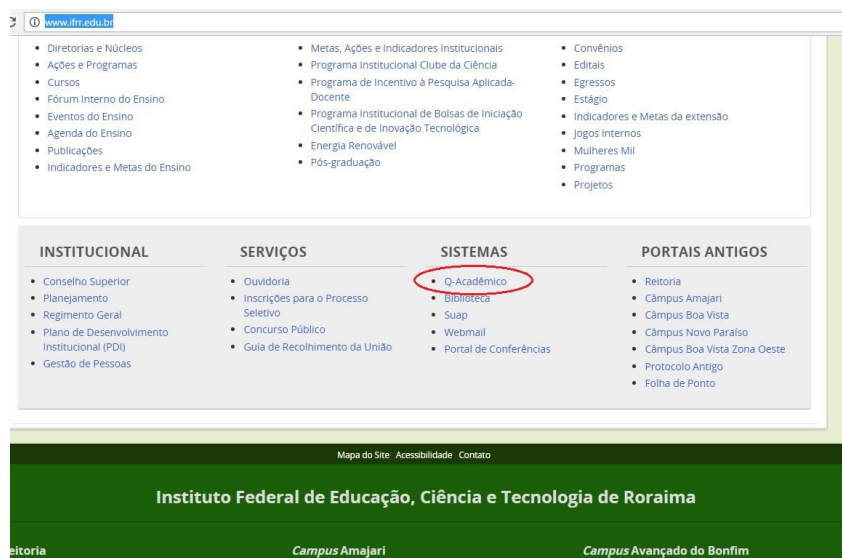 www.ifrr.edu.br
Diretorias e Núcleos
Ações e Programas
Cursos
Fórum Interno do Ensino
Eventos do Ensino
Agenda do Ensino
Publicações
Indicadores e Metas do Ensino
Metas, Ações e Indicadores Institucionais
Programa Institucional Clube da Ciência
Programa de Incentivo à Pesquisa Aplicada-
Docente
Programa Institucional de Bolsas de Iniciação
Científica e de Inovação Tecnológica
Energia Renovável
Pós-graduação
Convênios
Editais
Egressos
Estágio
Indicadores e Metas da extensão
Jogos Internos
Mulheres Mil
Programas
Projetos
INSTITUCIONAL
Conselho Superior
Planejamento
Regimento Geral
Plano de Desenvolvimento
Institucional (PDI)
Gestão de Pessoas
SERVIÇOS
Ouvidoria
Inscrições para o Processo
Seletivo
Concurso Público
Guia de Recolhimento da União
SISTEMAS
Q-Acadêmico
Biblioteca
Suap
Webmail
Portal de Conferências
PORTAIS ANTIGOS
Reitoria
Câmpus Amajari
Câmpus Boa Vista
Câmpus Novo Paraíso
Câmpus Boa Vista Zona Oeste
Protocolo Antigo
Folha de Ponto
Mapa do Site Acessibilidade Contato
Instituto Federal de Educação, Ciência e Tecnologia de Roraima
eitoria
Campus Amajari
Campus Avançado do Bonfim